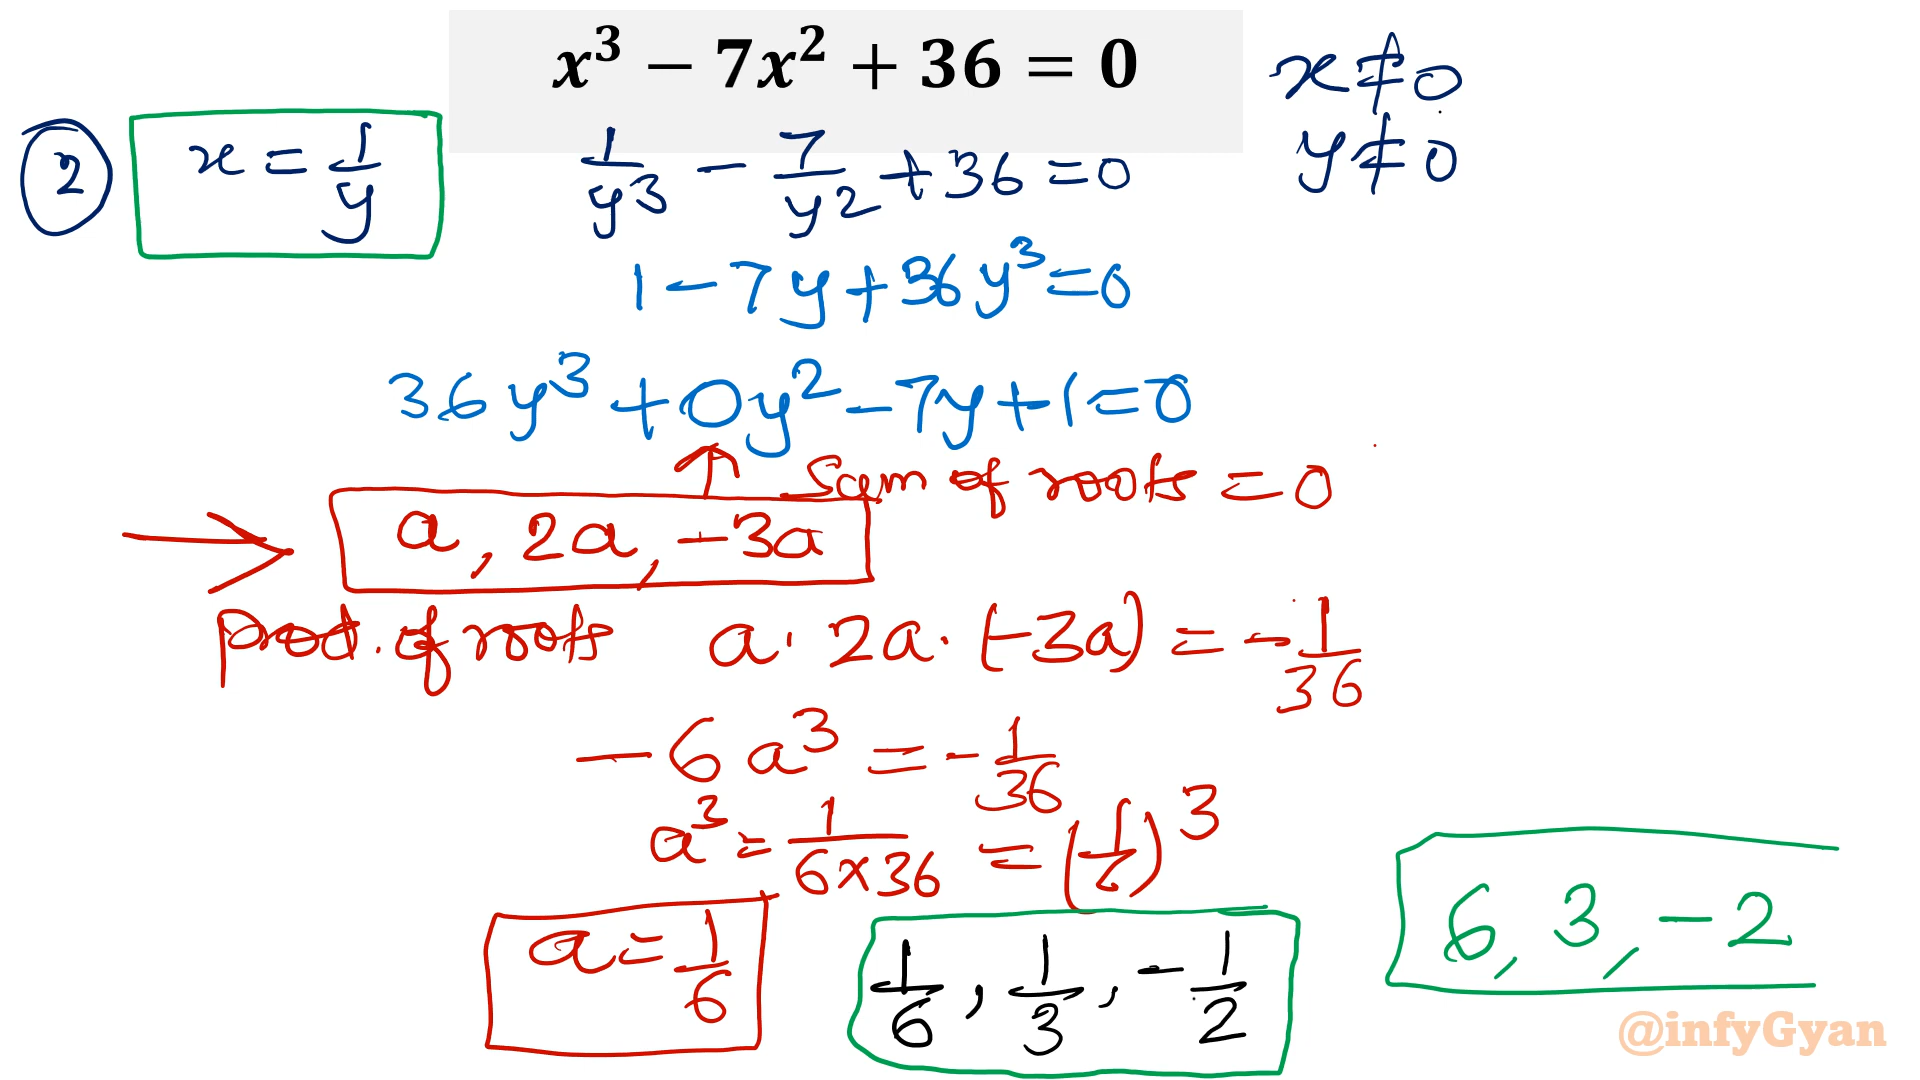 x³ − 7x² + 36 = 0
x ≠ 0
② x = 1/y
1/y³ − 7/y² + 36 = 0
y ≠ 0
1 − 7y + 36y³ = 0
36y³ + 0y² − 7y + 1 = 0
↑ Sum of roots = 0
→ a, 2a, −3a
Prod. of roots a · 2a · (−3a) = −1/36
−6a³ = −1/36
a³ = 1/(6×36) = (1/6)³
a = 1/6
1/6, 1/3, −1/2
6, 3, −2
@infyGyan